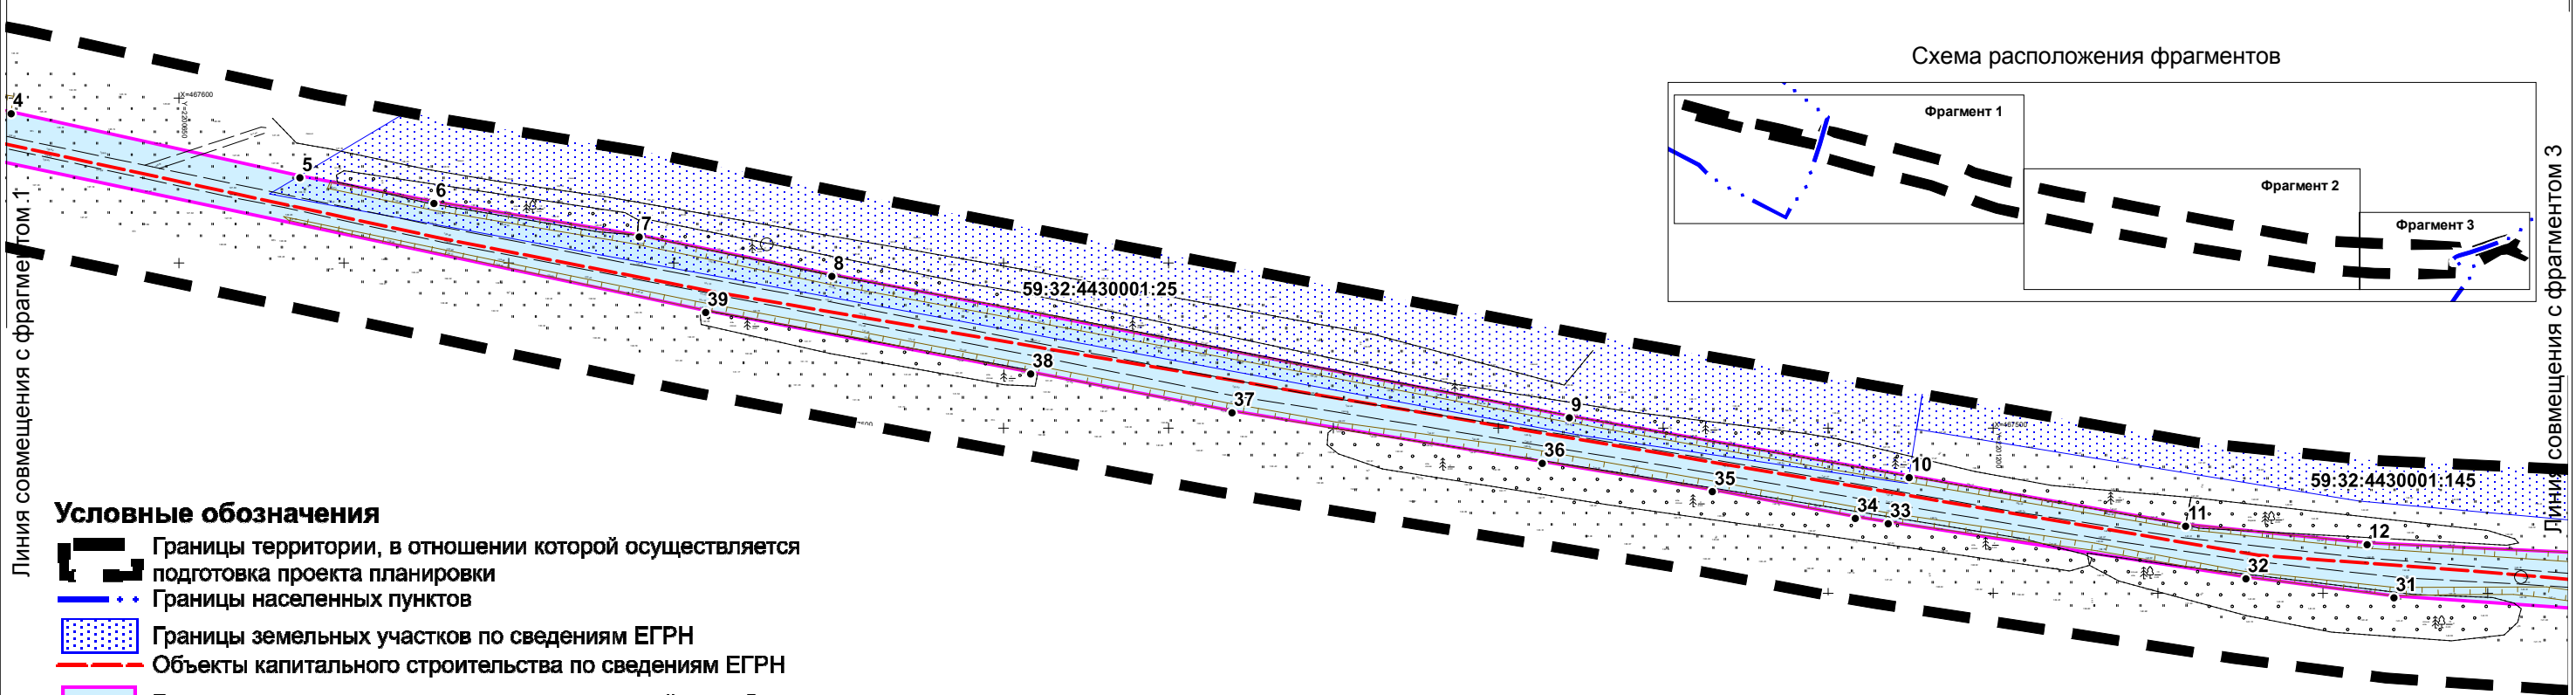 Схема расположения фрагментов
Фрагмент 1
Фрагмент 2
Фрагмент 3
Линия совмещения с фрагментом 1
Линия совмещения с фрагментом 3
X=467600
4
5
6
7
8
39
38
37
59:32:4430001:25
9
36
35
34
33
10
X=467500
11
12
32
31
59:32:4430001:145
Условные обозначения
Границы территории, в отношении которой осуществляется
подготовка проекта планировки
Границы населенных пунктов
Границы земельных участков по сведениям ЕГРН
Объекты капитального строительства по сведениям ЕГРН